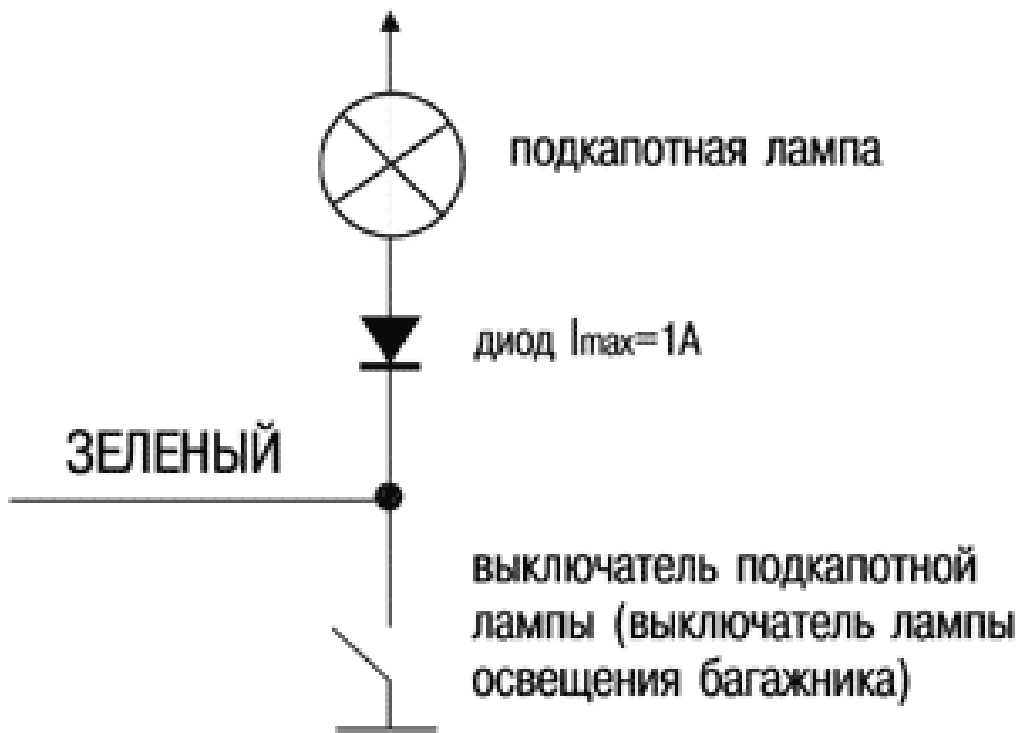 подкапотная лампа
диод Imax=1A
ЗЕЛЕНЫЙ
выключатель подкапотной
лампы (выключатель лампы
освещения багажника)